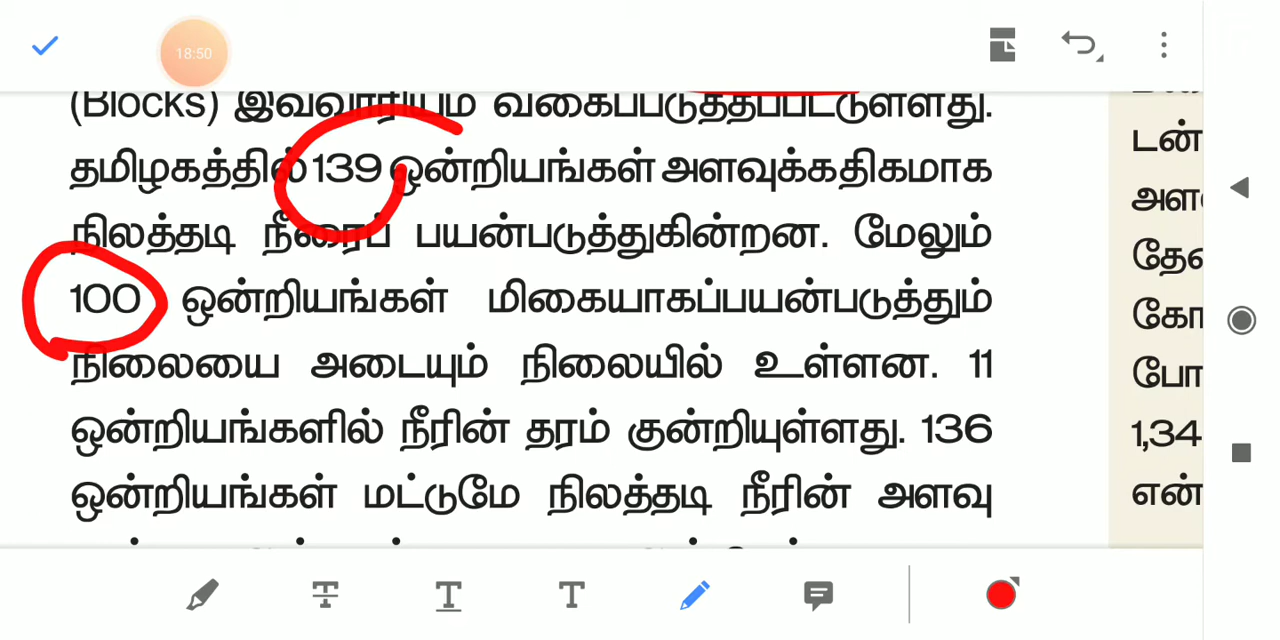 18:50
(Blocks) இவ்வாரியும் வகைப்படுத்தப்பட்டுள்ளது.
தமிழகத்தில் 139 ஒன்றியங்கள் அளவுக்கதிகமாக
நிலத்தடி நீரைப் பயன்படுத்துகின்றன. மேலும்
100 ஒன்றியங்கள் மிகையாகப்பயன்படுத்தும்
நிலையை அடையும் நிலையில் உள்ளன. 11
ஒன்றியங்களில் நீரின் தரம் குன்றியுள்ளது. 136
ஒன்றியங்கள் மட்டுமே நிலத்தடி நீரின் அளவு
டன்
அள
தே
கோ
போ
1,34
என்